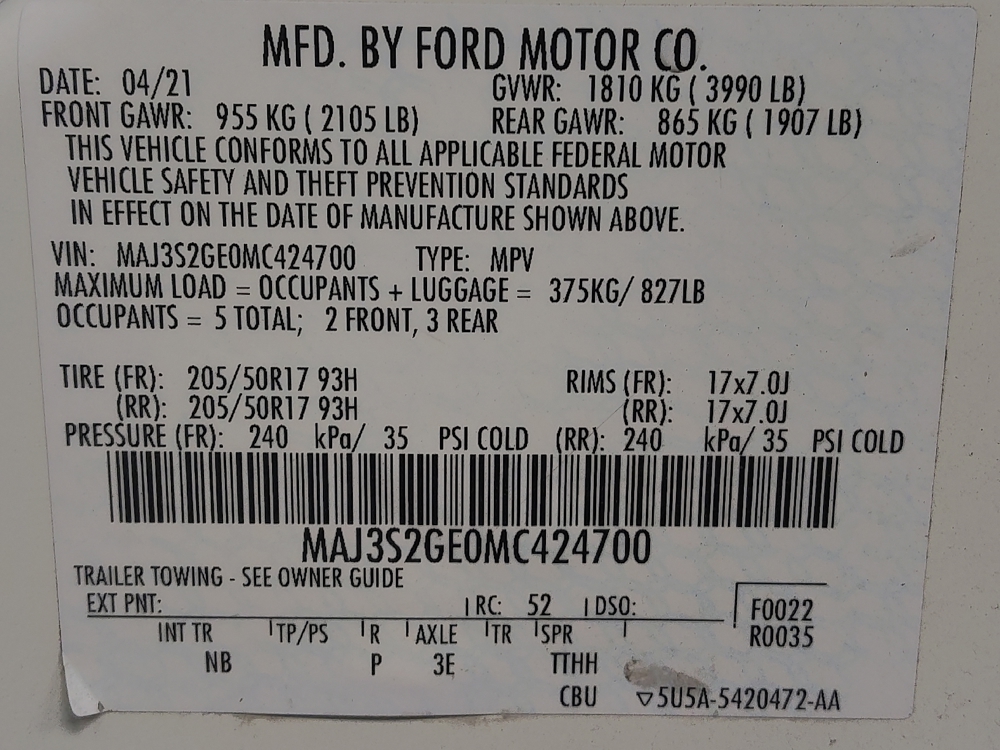 MFD. BY FORD MOTOR CO.
DATE: 04/21 GVWR: 1810 KG ( 3990 LB)
FRONT GAWR: 955 KG ( 2105 LB) REAR GAWR: 865 KG ( 1907 LB)
THIS VEHICLE CONFORMS TO ALL APPLICABLE FEDERAL MOTOR
VEHICLE SAFETY AND THEFT PREVENTION STANDARDS
IN EFFECT ON THE DATE OF MANUFACTURE SHOWN ABOVE.
VIN: MAJ3S2GE0MC424700 TYPE: MPV
MAXIMUM LOAD = OCCUPANTS + LUGGAGE = 375KG/ 827LB
OCCUPANTS = 5 TOTAL; 2 FRONT, 3 REAR
TIRE (FR): 205/50R17 93H RIMS (FR): 17x7.0J
(RR): 205/50R17 93H (RR): 17x7.0J
PRESSURE (FR): 240 kPa/ 35 PSI COLD (RR): 240 kPa/ 35 PSI COLD
MAJ3S2GE0MC424700
TRAILER TOWING - SEE OWNER GUIDE
EXT PNT: RC: 52 DSO: F0022
INT TR TP/PS R AXLE TR SPR R0035
NB P 3E TTHH
CBU ▽5U5A-5420472-AA